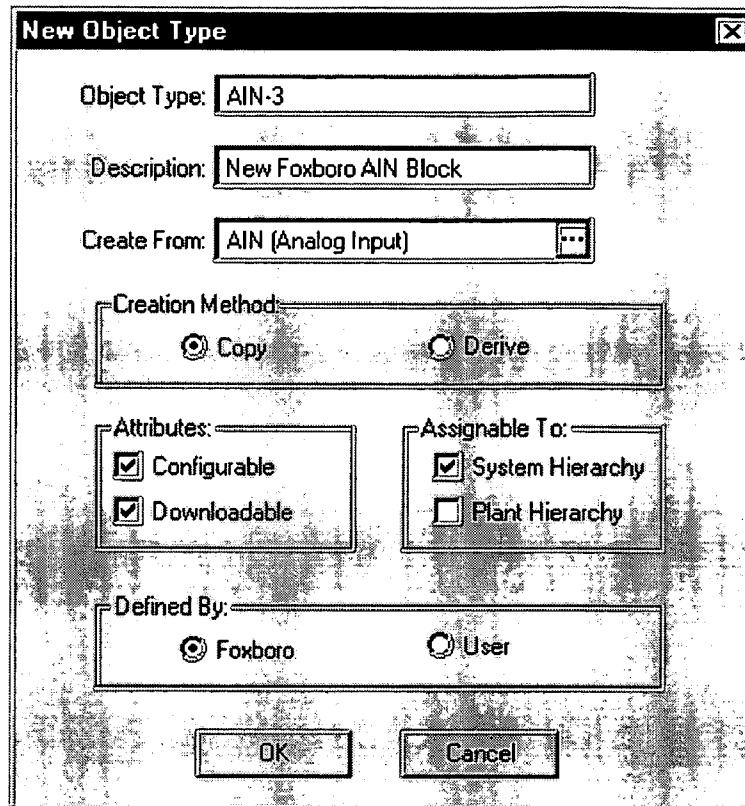 New Object Type
Object Type: AIN-3
Description: New Foxboro AIN Block
Create From: AIN (Analog Input) ...
Creation Method:
Copy Derive
Attributes: Assignable To:
Configurable System Hierarchy
Downloadable Plant Hierarchy
Defined By:
Foxboro User
OK Cancel